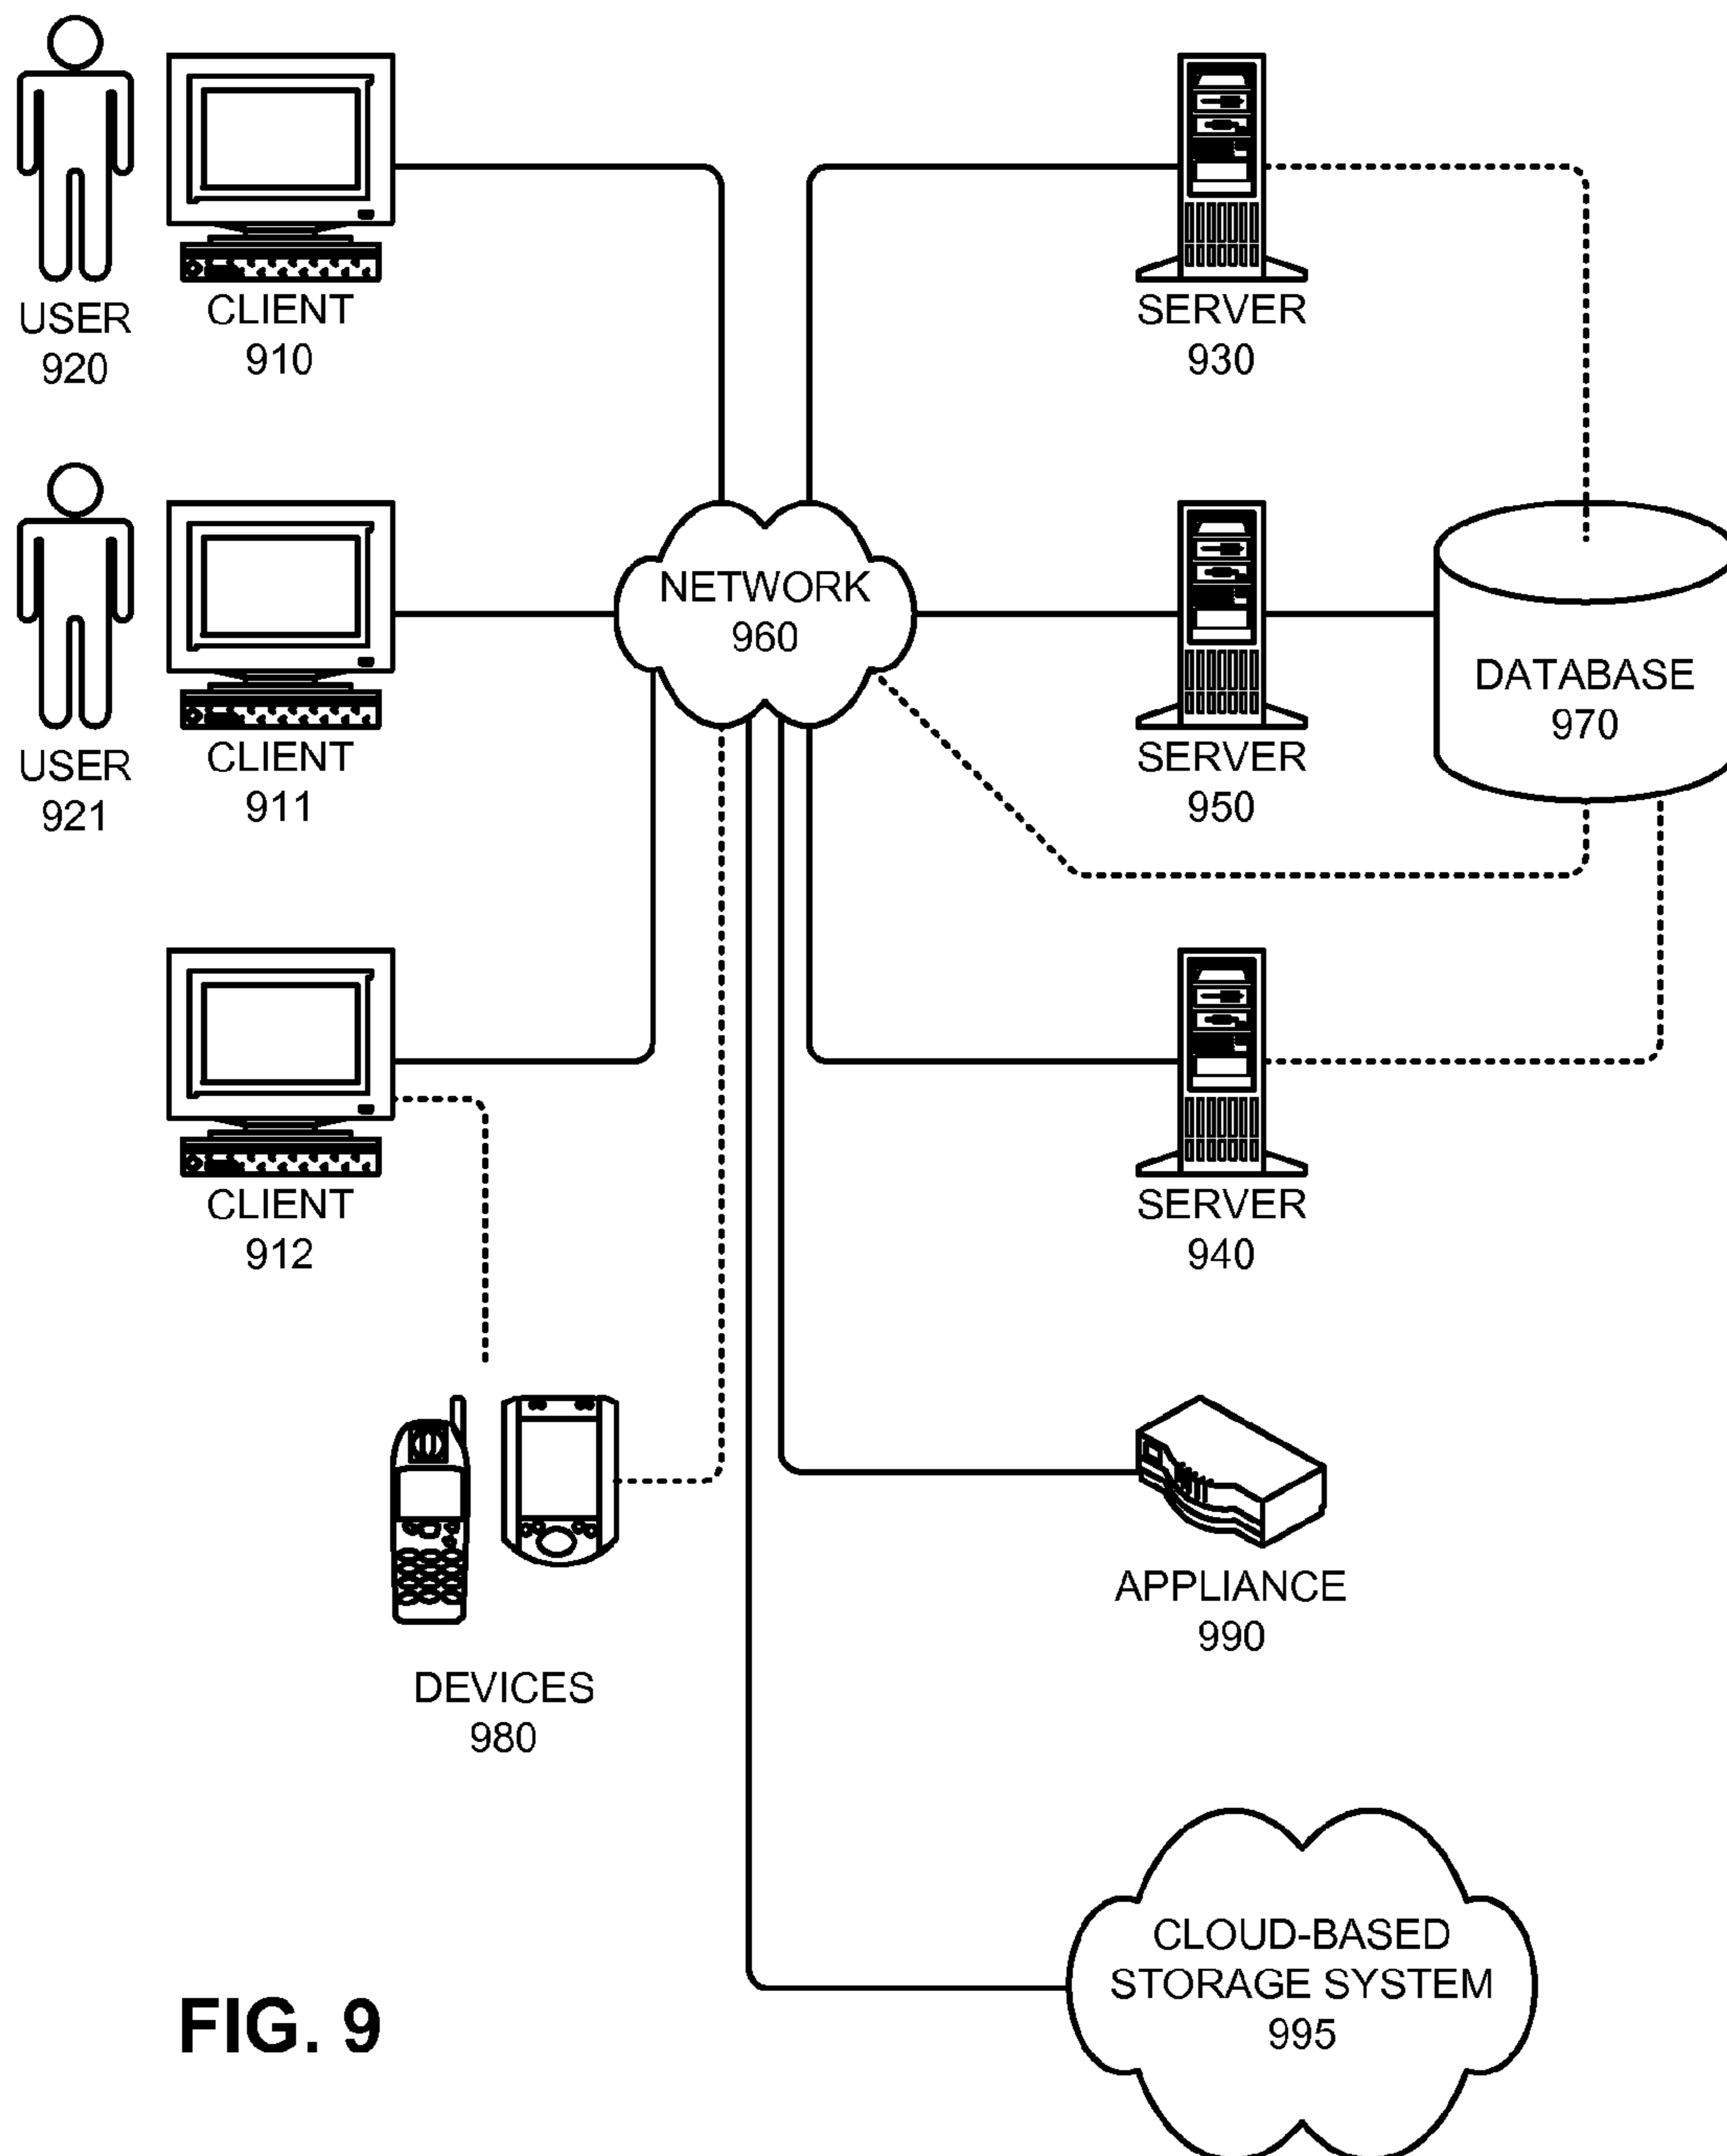 USER
920
CLIENT
910
SERVER
930
USER
921
CLIENT
911
NETWORK
960
SERVER
950
DATABASE
970
CLIENT
912
SERVER
940
DEVICES
980
APPLIANCE
990
CLOUD-BASED
STORAGE SYSTEM
995
FIG. 9